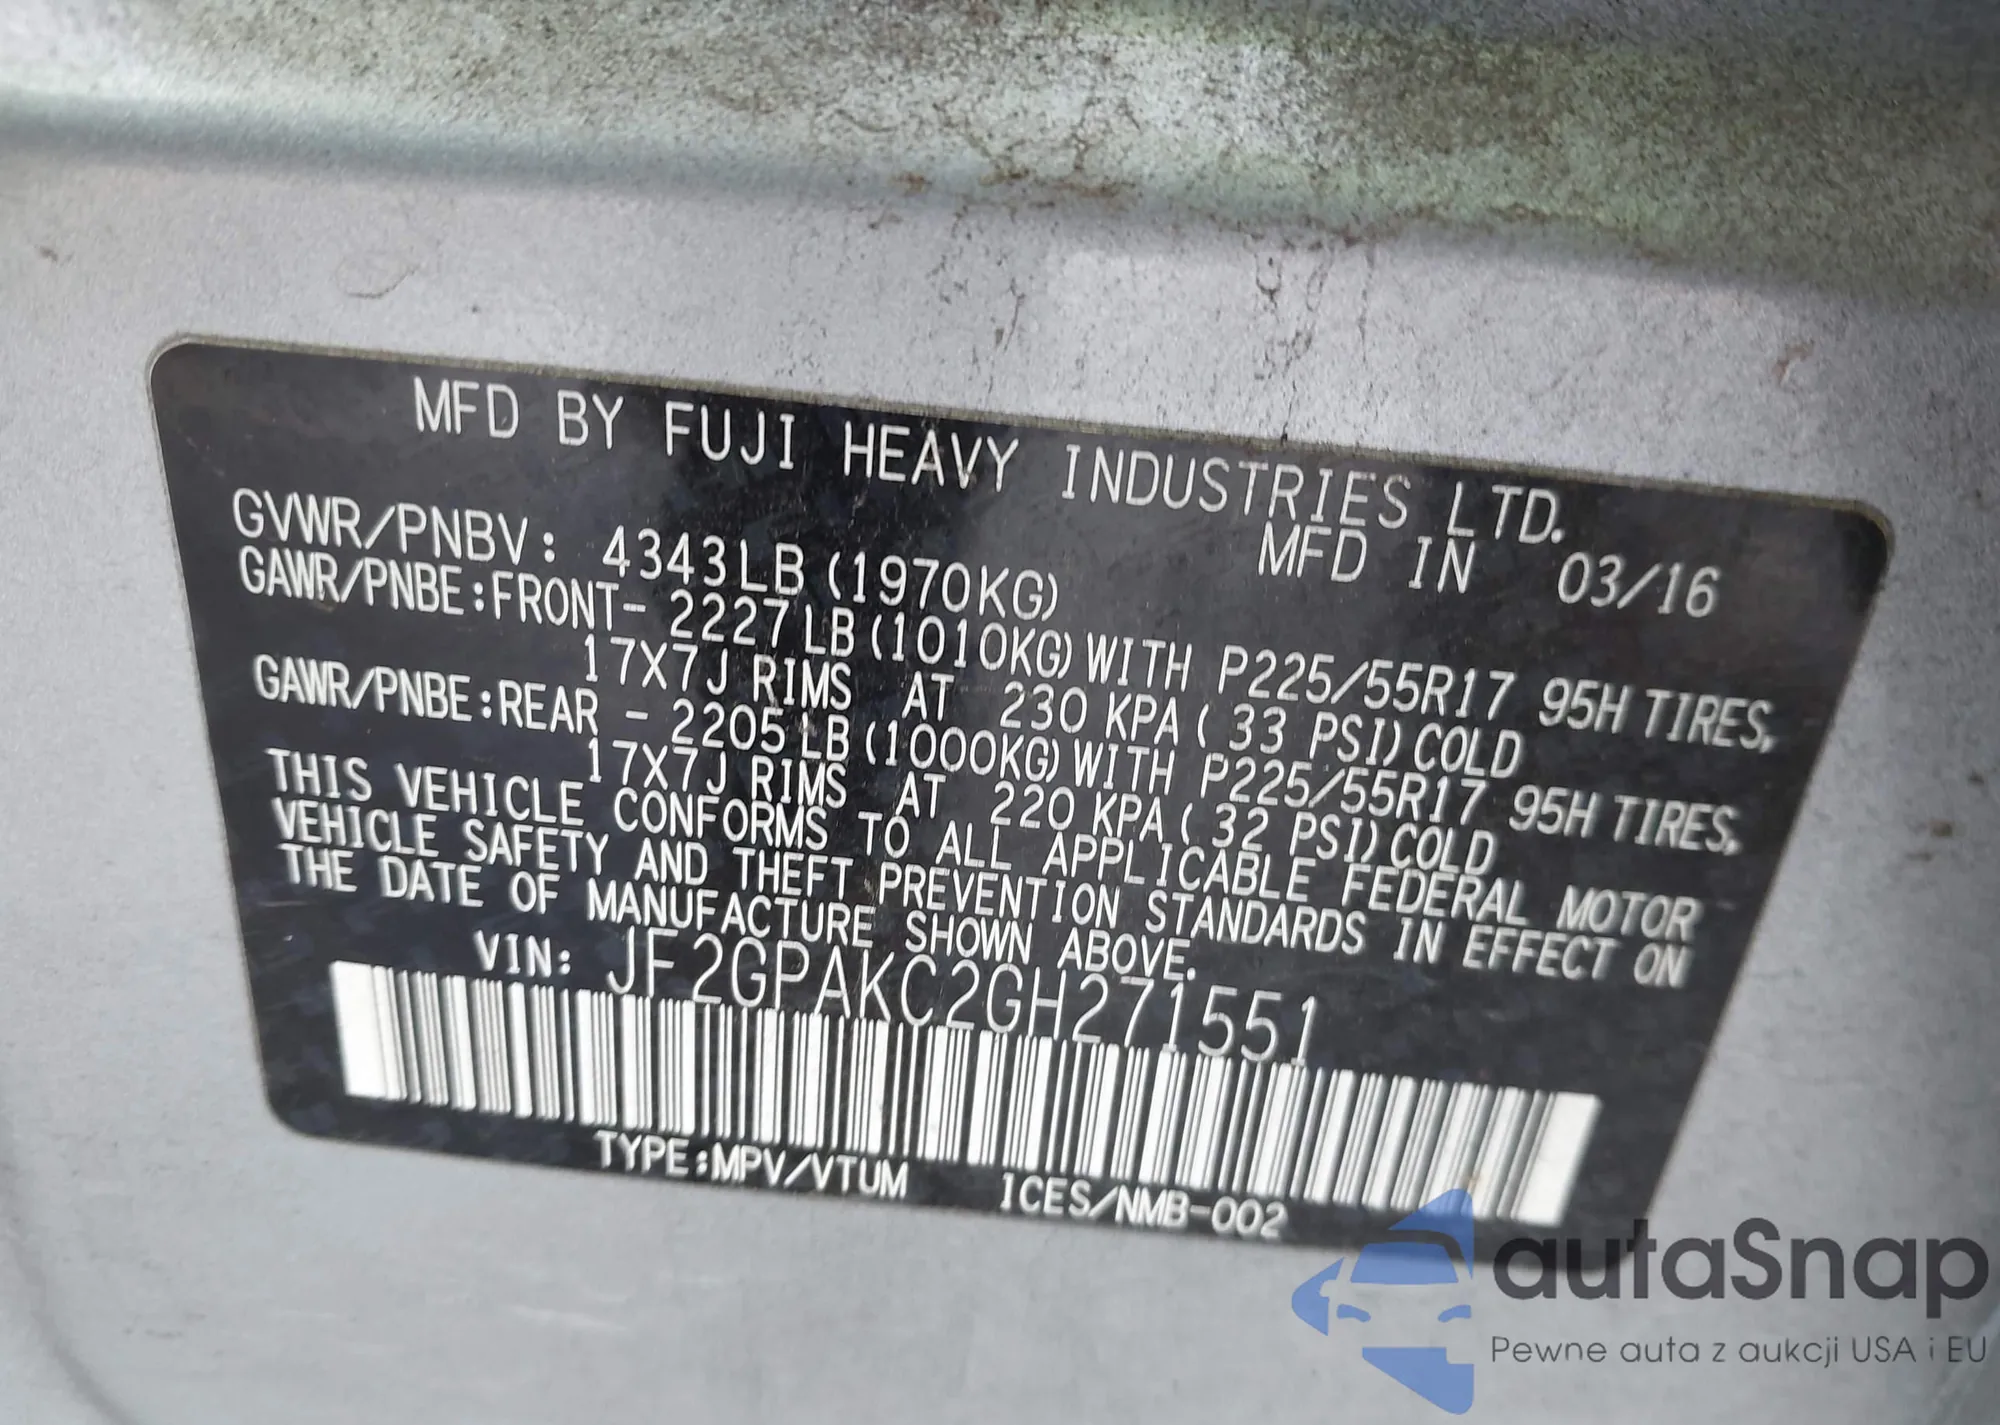 MFD BY FUJI HEAVY INDUSTRIES LTD.
MFD IN 03/16
GVWR/PNBV: 4343LB (1970KG)
GAWR/PNBE:FRONT- 2227LB (1010KG) WITH P225/55R17 95H TIRES,
17X7J RIMS AT 230 KPA ( 33 PSI) COLD
GAWR/PNBE:REAR - 2205LB (1000KG) WITH P225/55R17 95H TIRES,
17X7J RIMS AT 220 KPA ( 32 PSI) COLD
THIS VEHICLE CONFORMS TO ALL APPLICABLE FEDERAL MOTOR
VEHICLE SAFETY AND THEFT PREVENTION STANDARDS IN EFFECT ON
THE DATE OF MANUFACTURE SHOWN ABOVE.
VIN: JF2GPAKC2GH271551
TYPE:MPV/VTUM ICES/NMB-002
autaSnap
Pewne auta z aukcji USA i EU